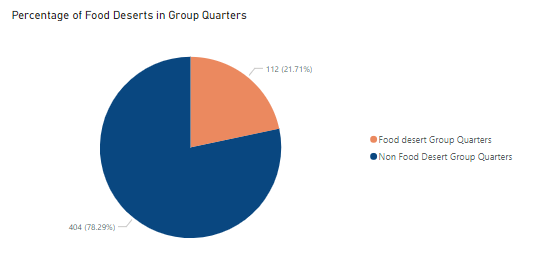 Percentage of Food Deserts in Group Quarters
112 (21.71%)
Food desert Group Quarters
Non Food Desert Group Quarters
404 (78.29%)